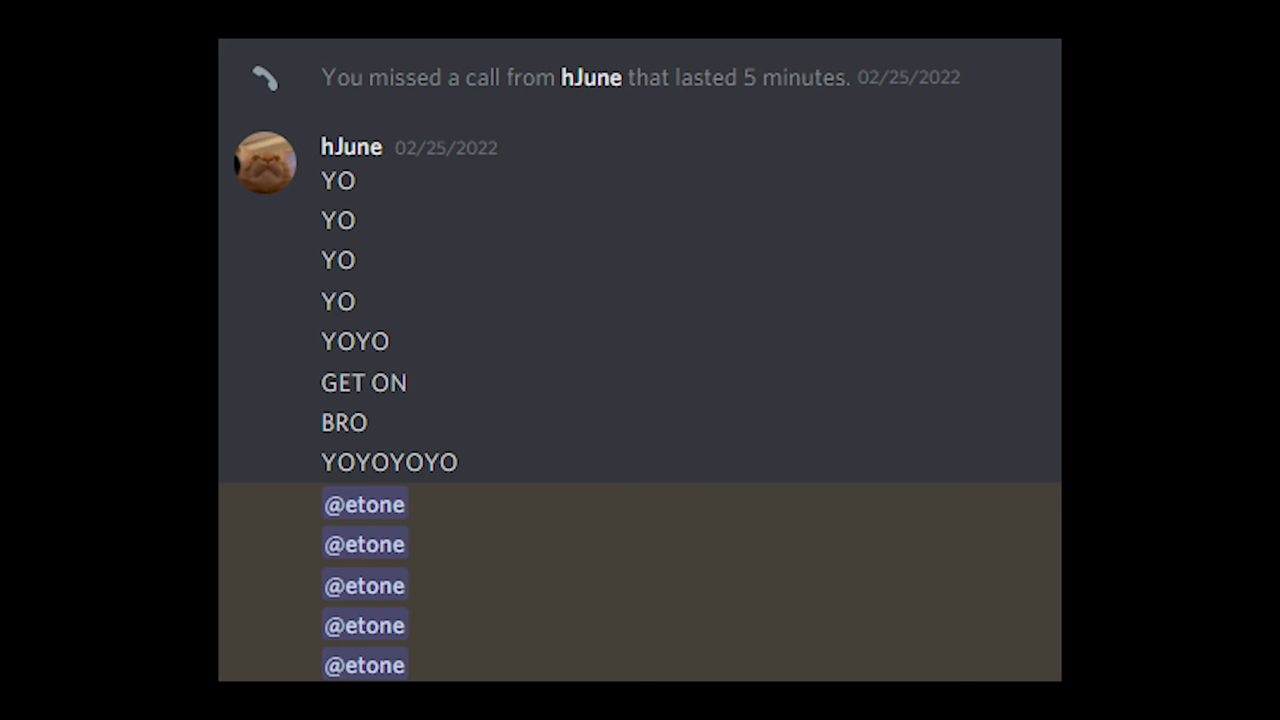 You missed a call from hJune that lasted 5 minutes. 02/25/2022
hJune 02/25/2022
YO
YO
YO
YO
YOYO
GET ON
BRO
YOYOYOYO
@etone
@etone
@etone
@etone
@etone